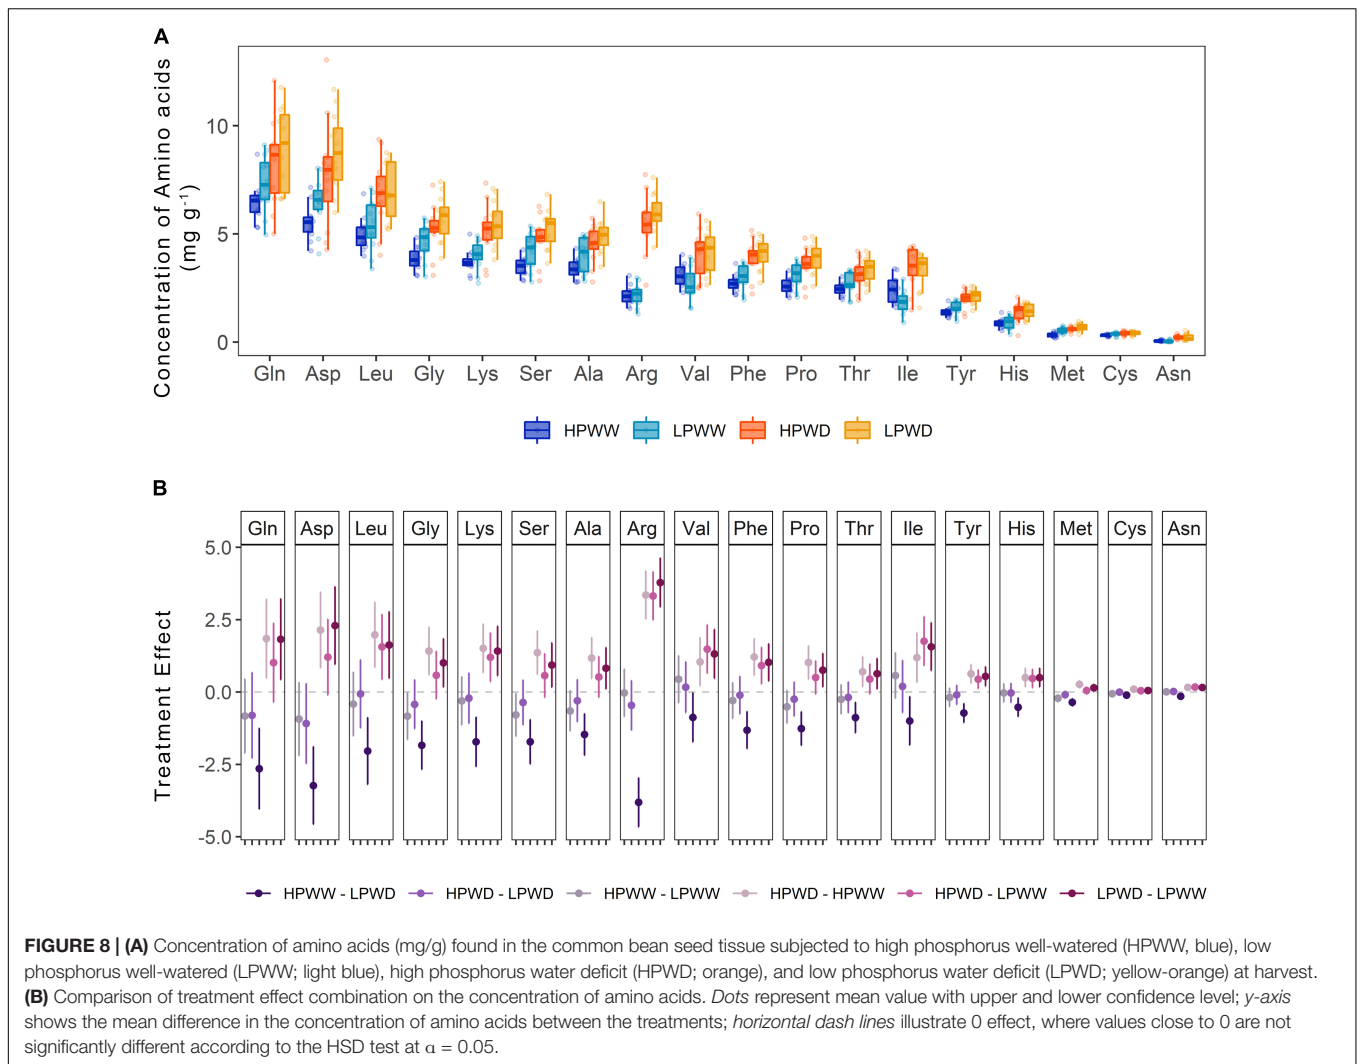 A
Concentration of Amino acids
(mg g⁻¹)
10
5
0
Gln Asp Leu Gly Lys Ser Ala Arg Val Phe Pro Thr Ile Tyr His Met Cys Asn
HPWW LPWW HPWD LPWD
B
Gln Asp Leu Gly Lys Ser Ala Arg Val Phe Pro Thr Ile Tyr His Met Cys Asn
Treatment Effect
5.0
2.5
0.0
-2.5
-5.0
HPWW - LPWD HPWD - LPWD HPWW - LPWW HPWD - HPWW HPWD - LPWW LPWD - LPWW
FIGURE 8 | (A) Concentration of amino acids (mg/g) found in the common bean seed tissue subjected to high phosphorus well-watered (HPWW, blue), low
phosphorus well-watered (LPWW; light blue), high phosphorus water deficit (HPWD; orange), and low phosphorus water deficit (LPWD; yellow-orange) at harvest.
(B) Comparison of treatment effect combination on the concentration of amino acids. Dots represent mean value with upper and lower confidence level; y-axis
shows the mean difference in the concentration of amino acids between the treatments; horizontal dash lines illustrate 0 effect, where values close to 0 are not
significantly different according to the HSD test at α = 0.05.